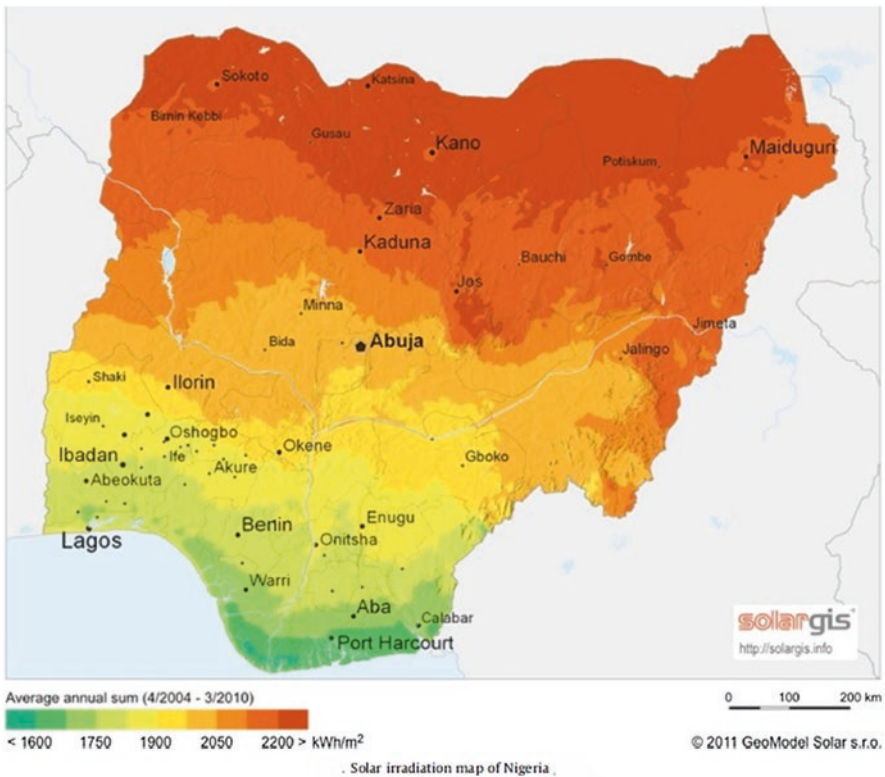 Sokoto
Katsina
Birnin Kebbi
Gusau
Kano
Potiskum
Maiduguri
Zaria
Kaduna
Bauchi
Gombe
Jos
Minna
Jimeta
Bida
Abuja
Jalingo
Shaki
Ilorin
Iseyin
Oshogbo
Okene
Ibadan
Ife
Akure
Gboko
Abeokuta
Benin
Enugu
Lagos
Onitsha
Warri
Aba
Calabar
Port Harcourt
solargis
http://solargis.info
Average annual sum (4/2004 - 3/2010)
0 100 200 km
< 1600 1750 1900 2050 2200 > kWh/m²
© 2011 GeoModel Solar s.r.o.
. Solar irradiation map of Nigeria .